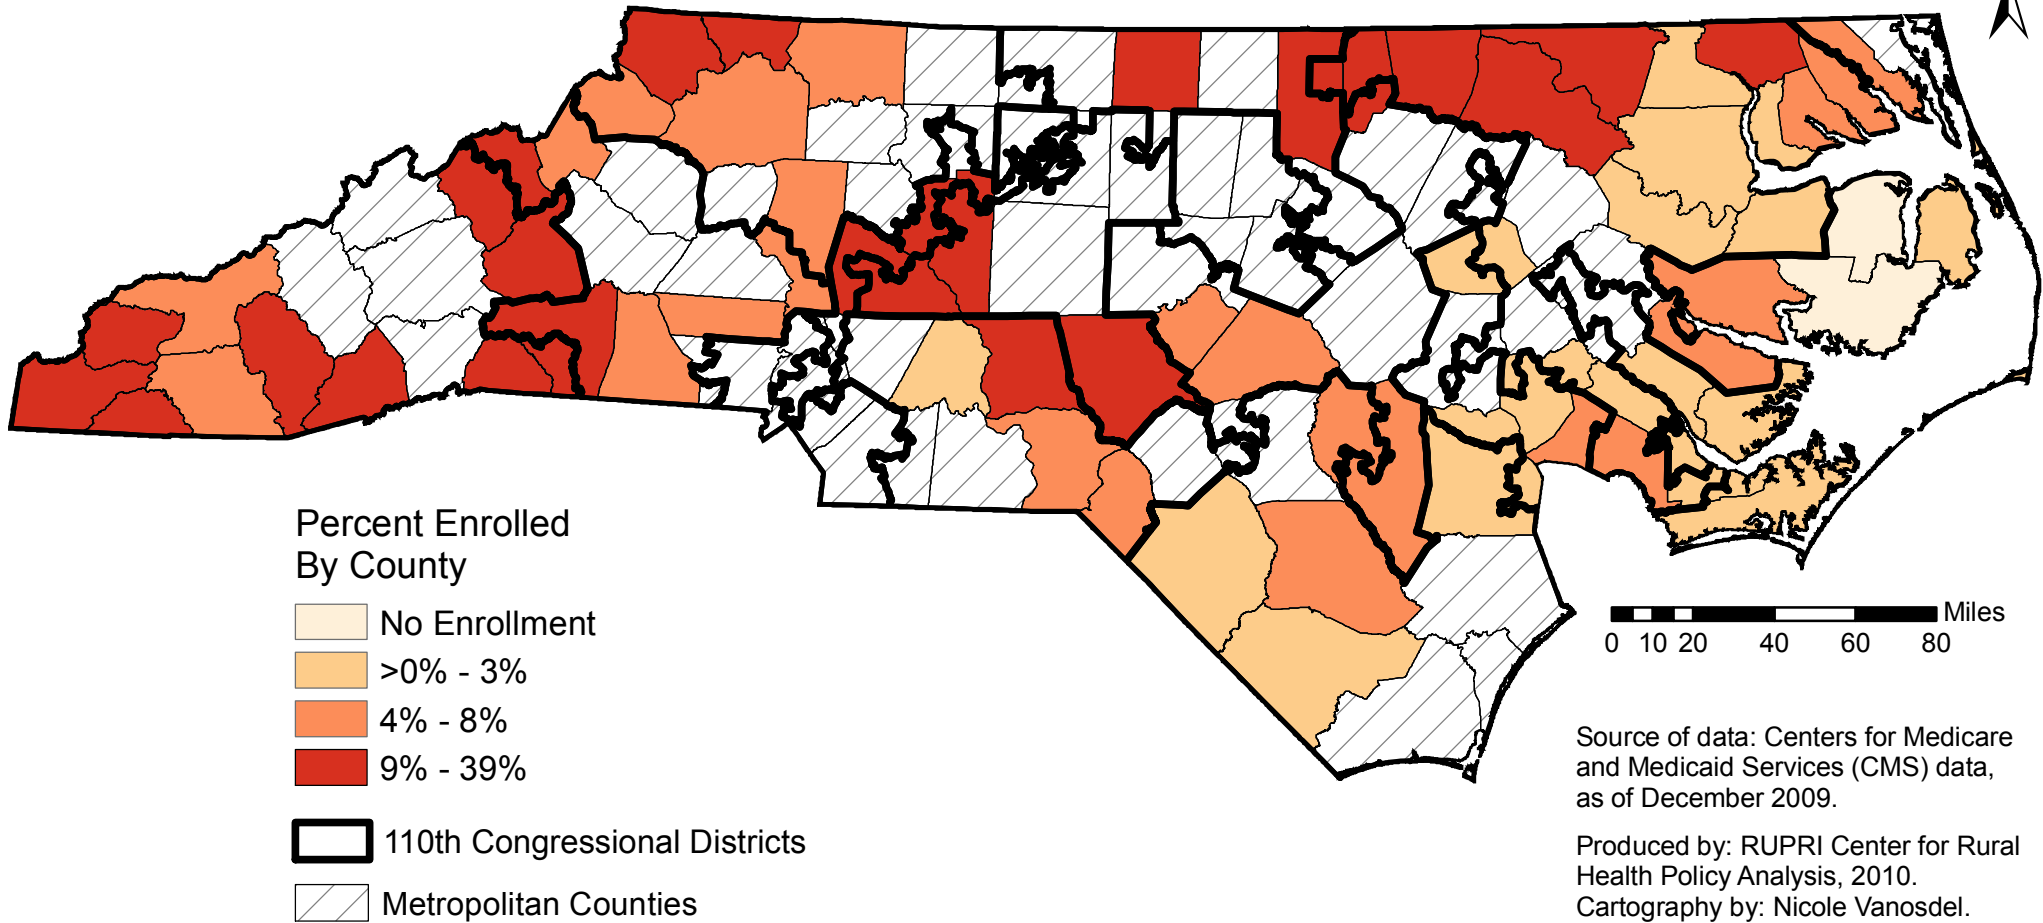 Percent Enrolled
By County
No Enrollment
>0% - 3%
4% - 8%
9% - 39%
110th Congressional Districts
Metropolitan Counties
Miles
0 10 20 40 60 80
Source of data: Centers for Medicare
and Medicaid Services (CMS) data,
as of December 2009.
Produced by: RUPRI Center for Rural
Health Policy Analysis, 2010.
Cartography by: Nicole Vanosdel.